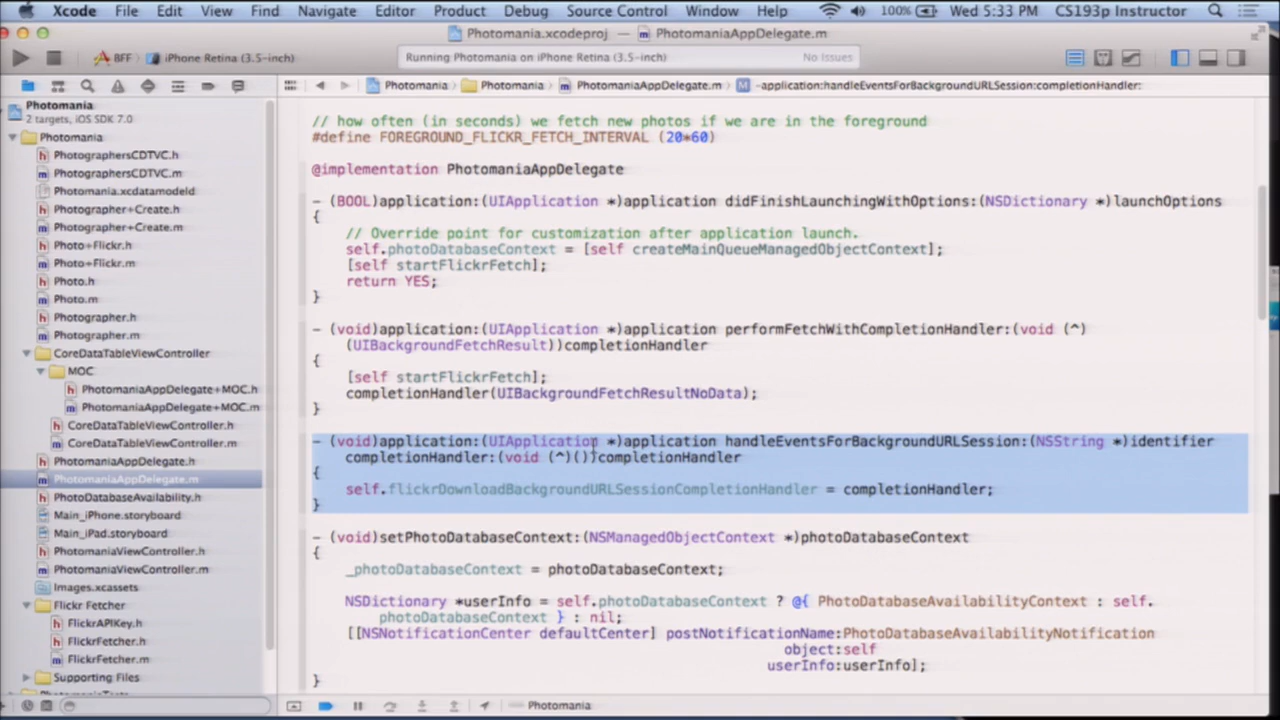 Xcode File Edit View Find Navigate Editor Product Debug Source Control Window Help 100% Wed 5:33 PM CS193p Instructor
Photomania.xcodeproj — PhotomaniaAppDelegate.m
BFF iPhone Retina (3.5-inch) Running Photomania on iPhone Retina (3.5-inch) No Issues
Photomania Photomania PhotomaniaAppDelegate.m -application:handleEventsForBackgroundURLSession:completionHandler:
Photomania
2 targets, iOS SDK 7.0
Photomania
PhotographersCDTVC.h
PhotographersCDTVC.m
Photomania.xcdatamodeld
Photographer+Create.h
Photographer+Create.m
Photo+Flickr.h
Photo+Flickr.m
Photo.h
Photo.m
Photographer.h
Photographer.m
CoreDataTableViewController
MOC
PhotomaniaAppDelegate+MOC.h
PhotomaniaAppDelegate+MOC.m
CoreDataTableViewController.h
CoreDataTableViewController.m
PhotomaniaAppDelegate.h
PhotomaniaAppDelegate.m
PhotoDatabaseAvailability.h
Main_iPhone.storyboard
Main_iPad.storyboard
PhotomaniaViewController.h
PhotomaniaViewController.m
Images.xcassets
Flickr Fetcher
FlickrAPIKey.h
FlickrFetcher.h
FlickrFetcher.m
Supporting Files
PhotomaniaTests
// how often (in seconds) we fetch new photos if we are in the foreground
#define FOREGROUND_FLICKR_FETCH_INTERVAL (20*60)
@implementation PhotomaniaAppDelegate
- (BOOL)application:(UIApplication *)application didFinishLaunchingWithOptions:(NSDictionary *)launchOptions
{
// Override point for customization after application launch.
self.photoDatabaseContext = [self createMainQueueManagedObjectContext];
[self startFlickrFetch];
return YES;
}
- (void)application:(UIApplication *)application performFetchWithCompletionHandler:(void (^)
(UIBackgroundFetchResult))completionHandler
{
[self startFlickrFetch];
completionHandler(UIBackgroundFetchResultNoData);
}
- (void)application:(UIApplication *)application handleEventsForBackgroundURLSession:(NSString *)identifier
completionHandler:(void (^)())completionHandler
{
self.flickrDownloadBackgroundURLSessionCompletionHandler = completionHandler;
}
- (void)setPhotoDatabaseContext:(NSManagedObjectContext *)photoDatabaseContext
{
_photoDatabaseContext = photoDatabaseContext;
NSDictionary *userInfo = self.photoDatabaseContext ? @{ PhotoDatabaseAvailabilityContext : self.
photoDatabaseContext } : nil;
[[NSNotificationCenter defaultCenter] postNotificationName:PhotoDatabaseAvailabilityNotification
object:self
userInfo:userInfo];
}
Photomania